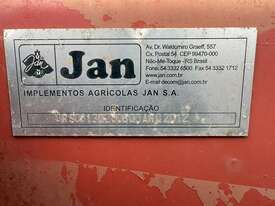 Jan
Av. Dr. Waldomiro Graeff, 557
Cx. Postal 54 CEP 99470-000
Não-Me-Toque -RS Brasil
Fone.54 3332 6500 Fax 54 3332 1712
www.jan.com.br
E-mail decom@jan.com.br
IMPLEMENTOS AGRÍCOLAS JAN S.A.
IDENTIFICAÇÃO